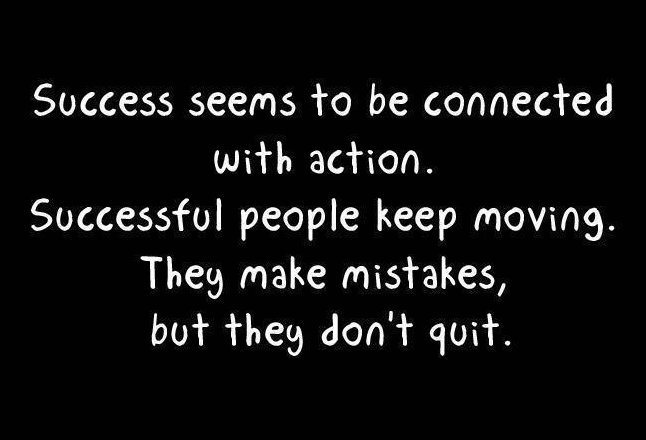 Success seems to be connected
with action.
Successful people keep moving.
They make mistakes,
but they don't quit.